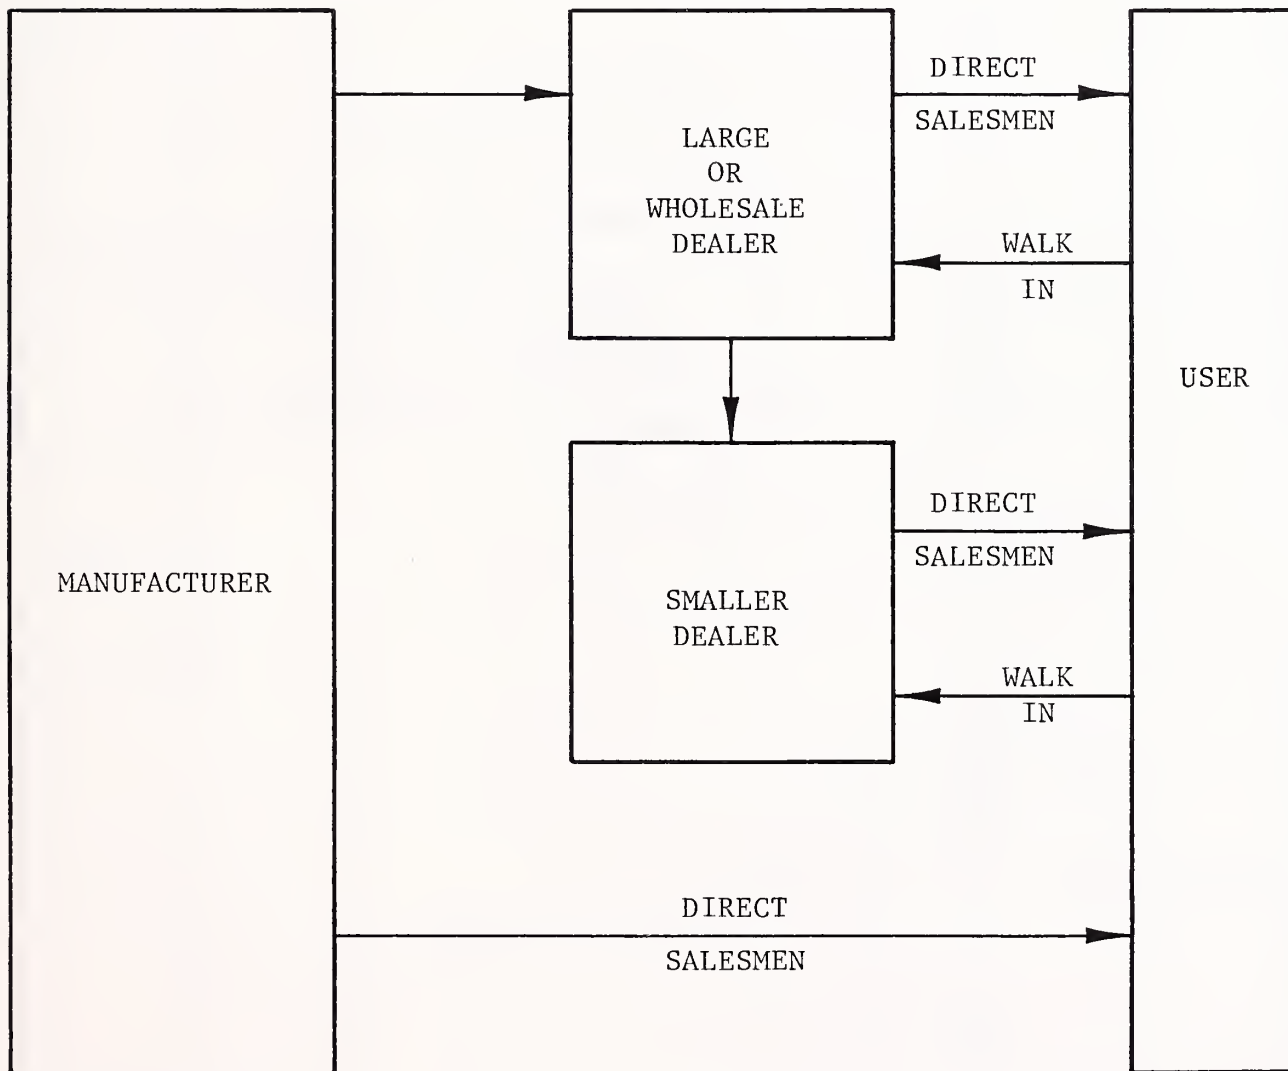 DIRECT
SALESMEN
LARGE
OR
WHOLESALE
DEALER
WALK
IN
USER
DIRECT
SALESMEN
MANUFACTURER
SMALLER
DEALER
WALK
IN
DIRECT
SALESMEN